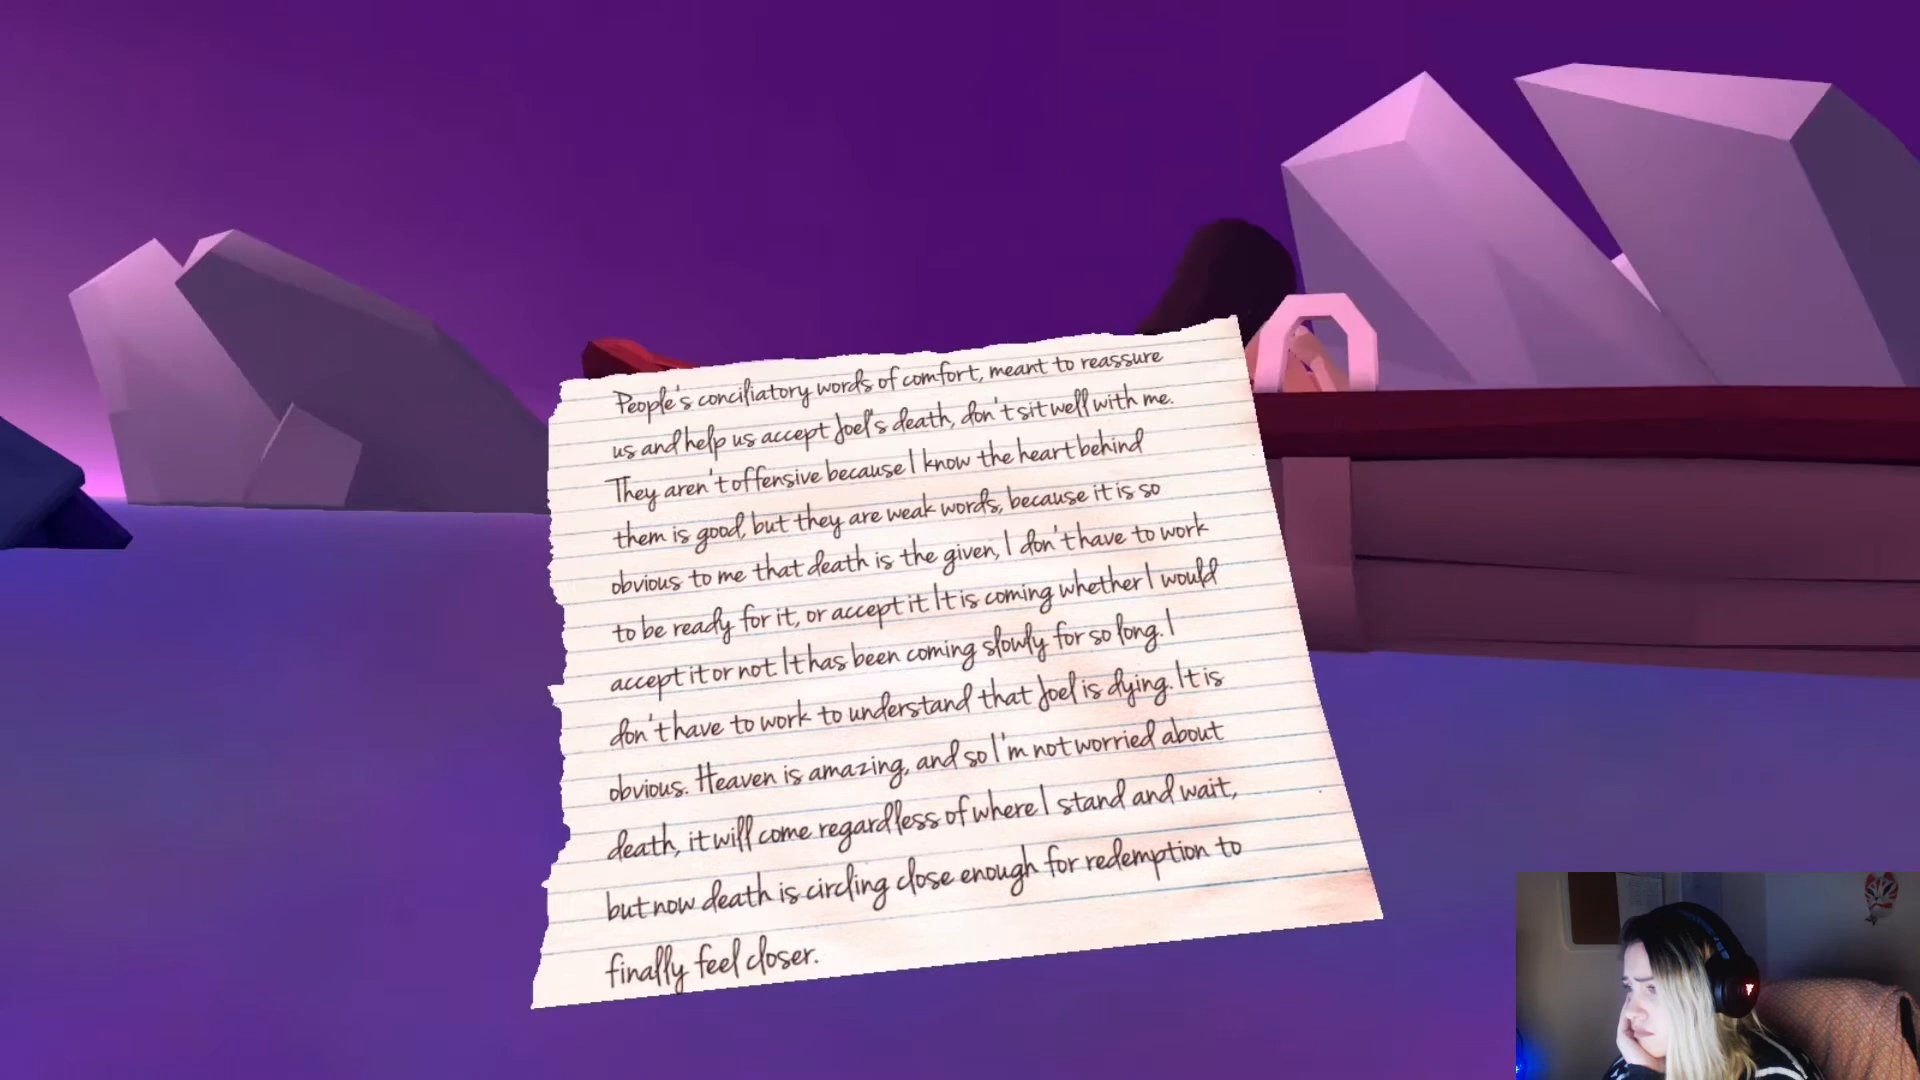 People's conciliatory words of comfort, meant to reassure
us and help us accept Joel's death, don't sit well with me.
They aren't offensive because I know the heart behind
them is good, but they are weak words, because it is so
obvious to me that death is the given, I don't have to work
to be ready for it, or accept it It is coming whether I would
accept it or not It has been coming slowly for so long. I
don't have to work to understand that Joel is dying. It is
obvious. Heaven is amazing, and so I'm not worried about
death, it will come regardless of where I stand and wait,
but now death is circling close enough for redemption to
finally feel closer.